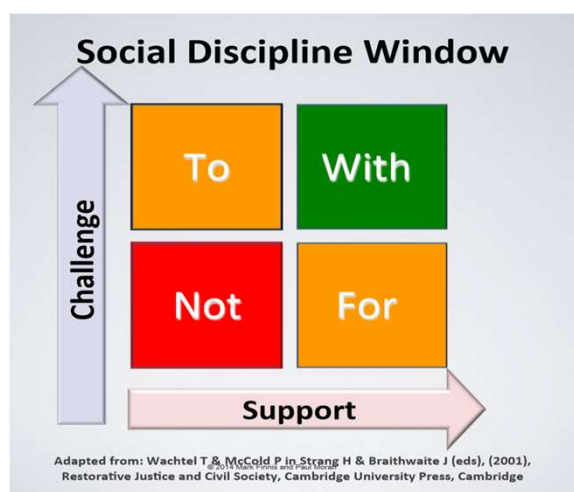 Social Discipline Window
To
With
Challenge
Not
For
Support
Adapted from: Wachtel T & McCold P in Strang H & Braithwaite J (eds), (2001),
© 2014 Mark Finnis and Paul Moran
Restorative Justice and Civil Society, Cambridge University Press, Cambridge